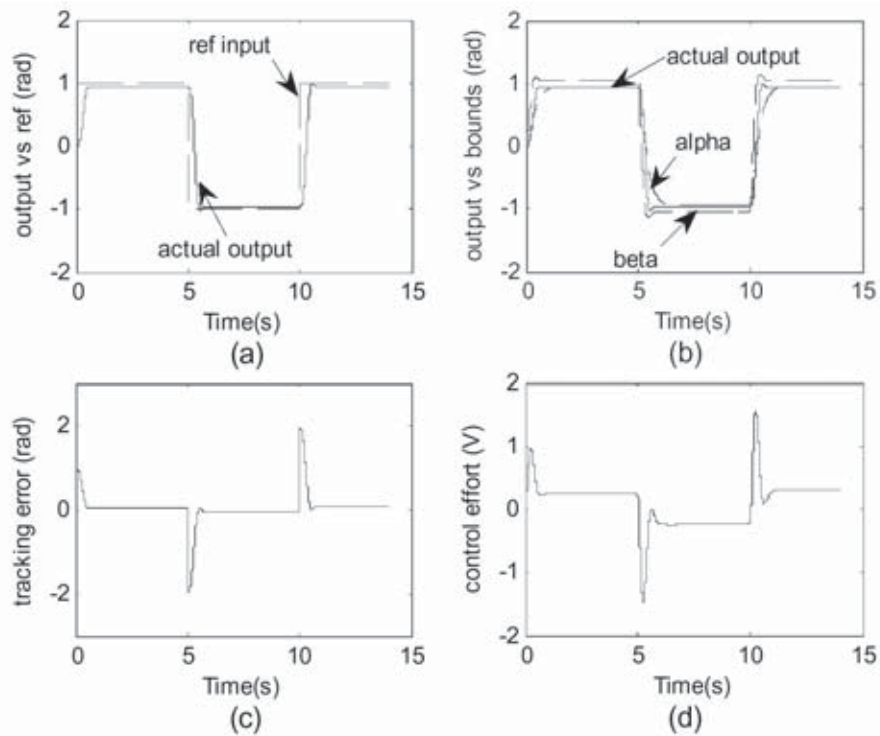 2
1
0
-1
-2
output vs ref (rad)
ref input
actual output
0
5
10
15
Time(s)
(a)
2
1
0
-1
-2
output vs bounds (rad)
actual output
alpha
beta
0
5
10
15
Time(s)
(b)
2
0
-2
tracking error (rad)
0
5
10
15
Time(s)
(c)
2
1
0
-1
-2
control effort (V)
0
5
10
15
Time(s)
(d)